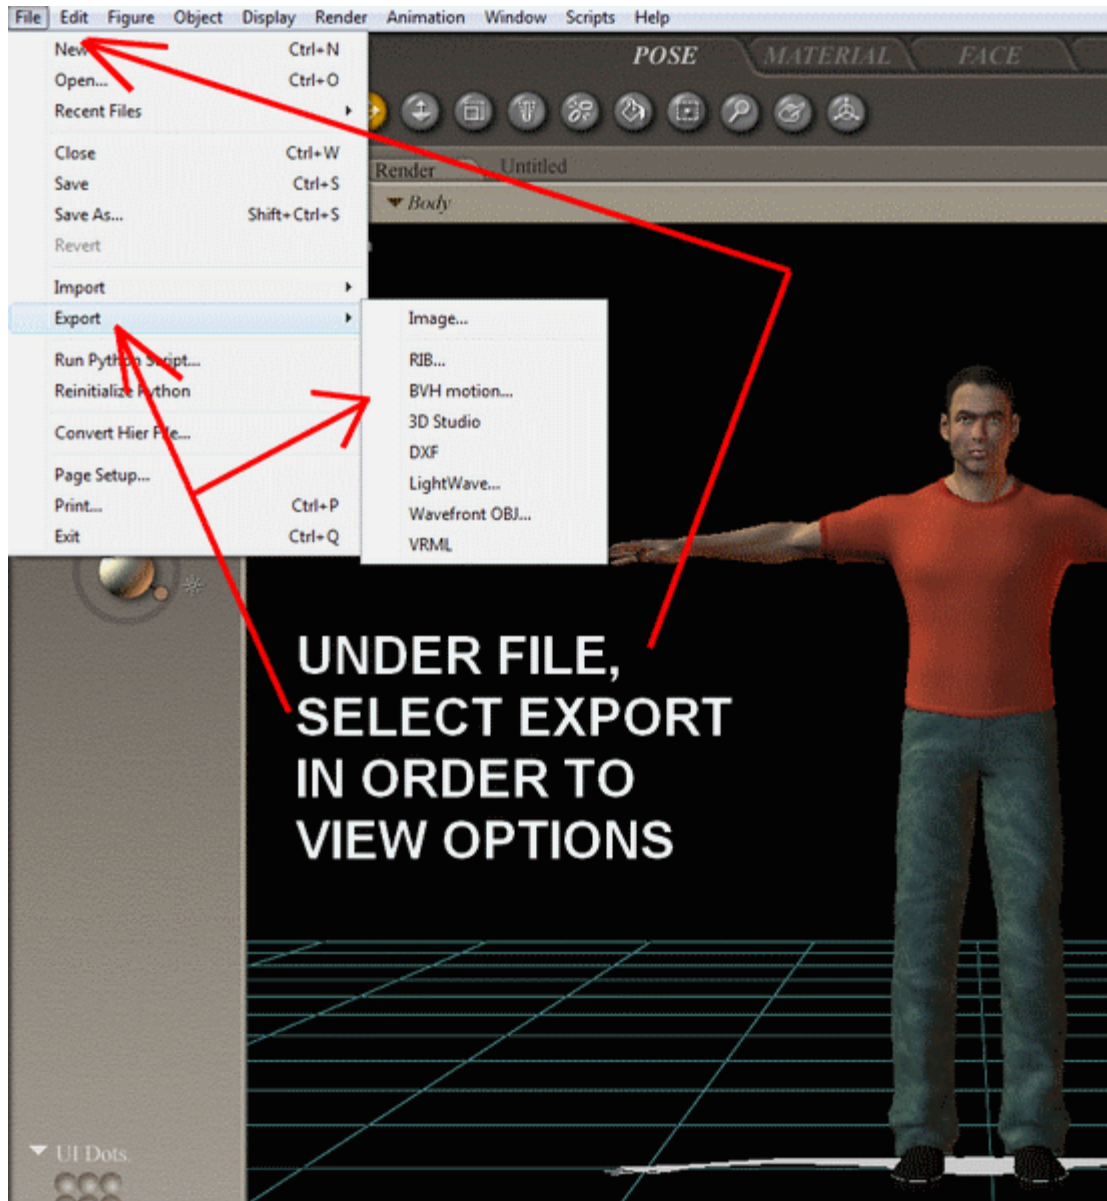 File Edit Figure Object Display Render Animation Window Scripts Help
New Ctrl+N
Open... Ctrl+O
Recent Files
Close Ctrl+W
Save Ctrl+S
Save As... Shift+Ctrl+S
Revert
Import
Export
Run Python Script...
Reinitialize Python
Convert Hier File...
Page Setup...
Print... Ctrl+P
Exit Ctrl+Q
Image...
RIB...
BVH motion...
3D Studio
DXF
LightWave...
Wavefront OBJ...
VRML
POSE MATERIAL FACE
Render Untitled
Body
UNDER FILE,
SELECT EXPORT
IN ORDER TO
VIEW OPTIONS
UI Dots